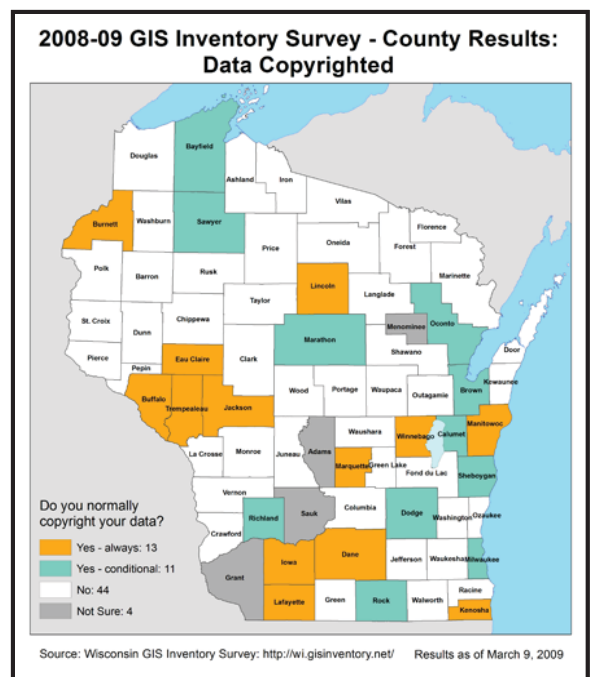 2008-09 GIS Inventory Survey - County Results:
Data Copyrighted
Bayfield
Douglas
Ashland
Iron
Vilas
Burnett
Washburn
Sawyer
Florence
Oneida
Forest
Price
Polk
Barron
Rusk
Marinette
Lincoln
Langlade
Taylor
Chippewa
St. Croix
Dunn
Menominee
Oconto
Marathon
Shawano
Door
Pierce
Eau Claire
Clark
Pepin
Kewaunee
Wood
Portage
Waupaca
Outagamie
Brown
Buffalo
Trempealeau
Jackson
Manitowoc
Waushara
Winnebago
Calumet
La Crosse
Monroe
Juneau
Adams
Marquette
Green Lake
Fond du Lac
Sheboygan
Vernon
Columbia
Dodge
Washington
Ozaukee
Sauk
Richland
Crawford
Dane
Iowa
Jefferson
Waukesha
Milwaukee
Grant
Racine
Lafayette
Green
Rock
Walworth
Kenosha
Do you normally
copyright your data?
Yes - always: 13
Yes - conditional: 11
No: 44
Not Sure: 4
Source: Wisconsin GIS Inventory Survey: http://wi.gisinventory.net/ Results as of March 9, 2009